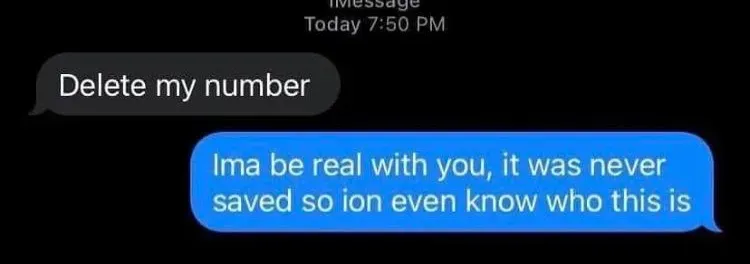 iMessage
Today 7:50 PM
Delete my number
Ima be real with you, it was never
saved so ion even know who this is